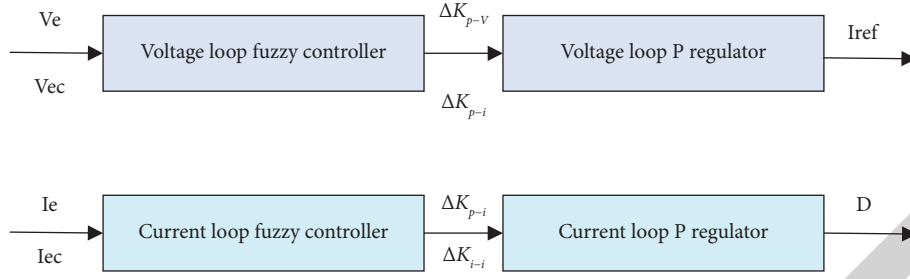 Ve
Vec
Voltage loop fuzzy controller
ΔK_{p-V}
ΔK_{p-i}
Voltage loop P regulator
Iref
Ie
Iec
Current loop fuzzy controller
ΔK_{p-i}
ΔK_{i-i}
Current loop P regulator
D